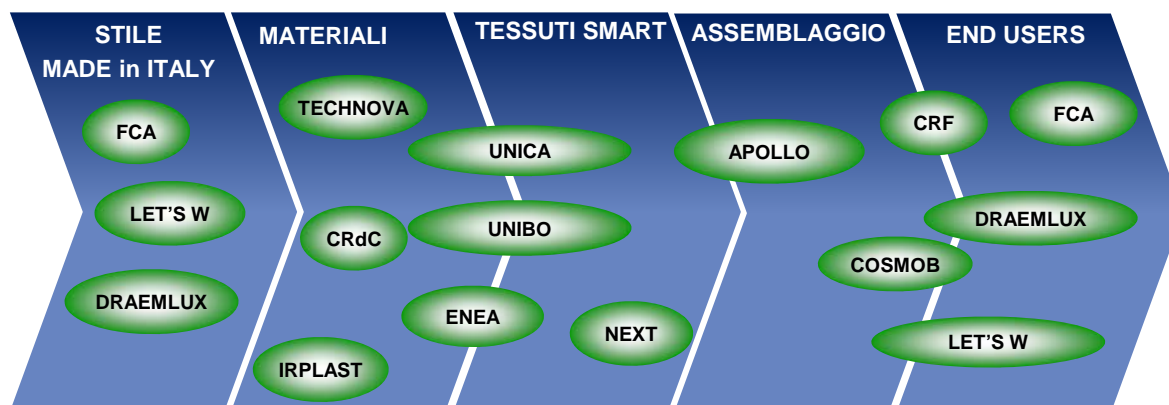 STILE
MADE in ITALY
MATERIALI
TESSUTI SMART
ASSEMBLAGGIO
END USERS
FCA
LET'S W
DRAEMLUX
TECHNOVA
CRdC
IRPLAST
UNICA
UNIBO
ENEA
NEXT
APOLLO
CRF
FCA
DRAEMLUX
COSMOB
LET'S W